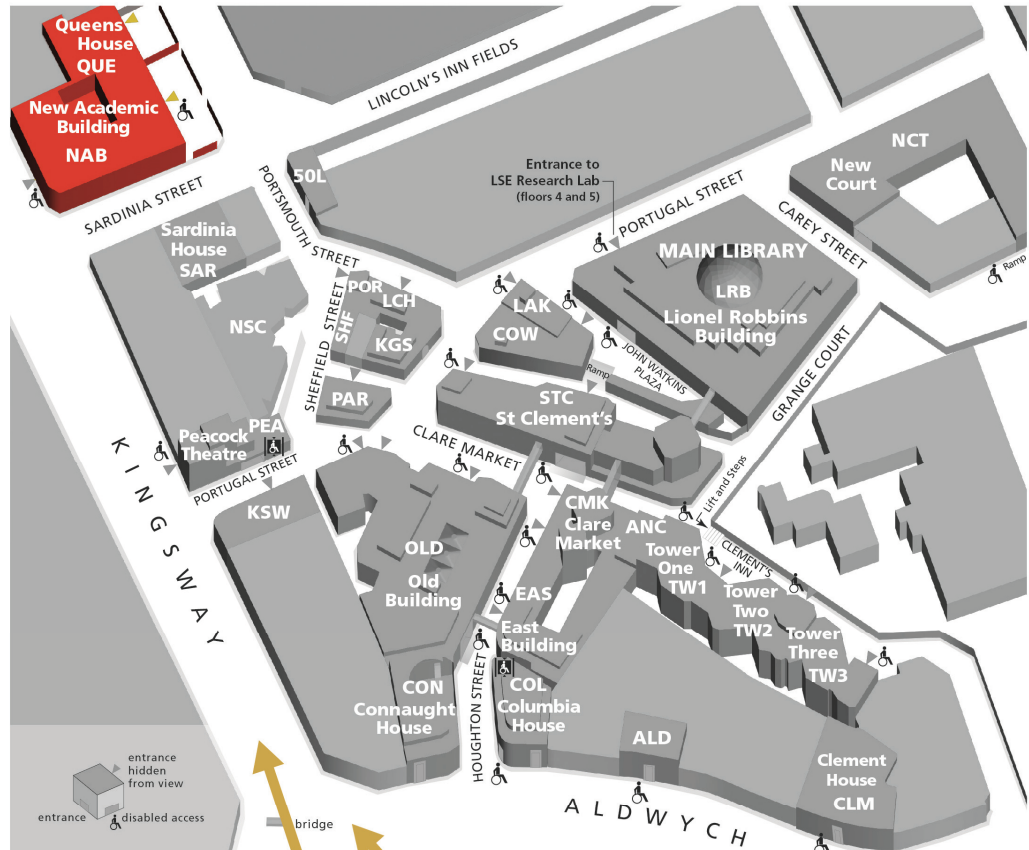 Queens
House
QUE
New Academic
Building
NAB
LINCOLN'S INN FIELDS
SARDINIA STREET
PORTSMOUTH STREET
50L
Entrance to
LSE Research Lab
(floors 4 and 5)
PORTUGAL STREET
NCT
New
Court
CAREY STREET
Ramp
Sardinia
House
SAR
NSC
SHEFFIELD STREET
POR
LCH
SHF
KGS
PAR
LAK
COW
MAIN LIBRARY
LRB
Lionel Robbins
Building
JOHN WATKINS
PLAZA
Ramp
GRANGE COURT
STC
St Clement's
CLARE MARKET
PEA
Peacock
Theatre
PORTUGAL STREET
KINGSWAY
KSW
OLD
Old
Building
CMK
Clare
Market
ANC
Lift and Steps
CLEMENT'S
INN
Tower
One
TW1
Tower
Two
TW2
Tower
Three
TW3
EAS
East
Building
CON
Connaught
House
HOUGHTON STREET
COL
Columbia
House
ALD
Clement
House
CLM
ALDWYCH
entrance
hidden
from view
entrance
disabled access
bridge